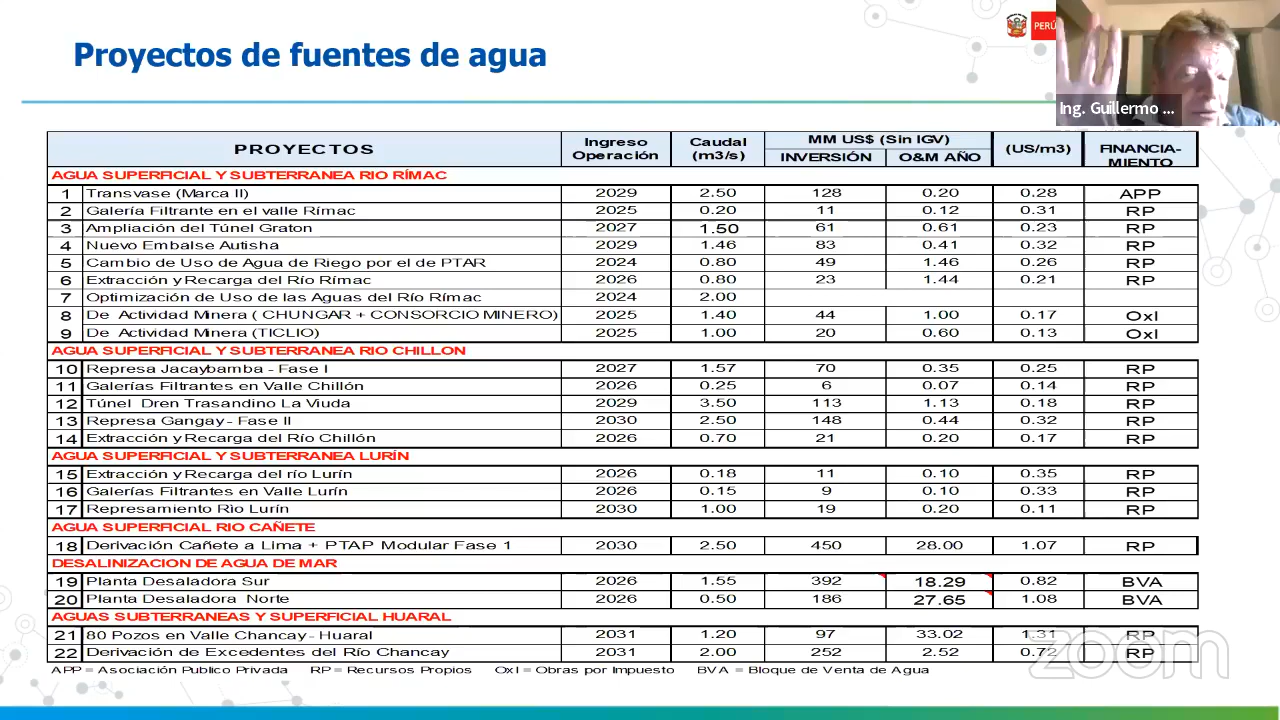 Proyectos de fuentes de agua
PERÚ
Ing. Guillermo ...
PROYECTOS Ingreso Operación Caudal (m3/s) MM US$ (Sin IGV) INVERSIÓN O&M AÑO (US/m3) FINANCIA-MIENTO
AGUA SUPERFICIAL Y SUBTERRANEA RIO RÍMAC
1 Transvase (Marca II) 2029 2.50 128 0.20 0.28 APP
2 Galería Filtrante en el valle Rímac 2025 0.20 11 0.12 0.31 RP
3 Ampliación del Túnel Graton 2027 1.50 61 0.61 0.23 RP
4 Nuevo Embalse Autisha 2029 1.46 83 0.41 0.32 RP
5 Cambio de Uso de Agua de Riego por el de PTAR 2024 0.80 49 1.46 0.26 RP
6 Extracción y Recarga del Río Rímac 2026 0.80 23 1.44 0.21 RP
7 Optimización de Uso de las Aguas del Río Rímac 2024 2.00
8 De Actividad Minera ( CHUNGAR + CONSORCIO MINERO) 2025 1.40 44 1.00 0.17 OxI
9 De Actividad Minera (TICLIO) 2025 1.00 20 0.60 0.13 OxI
AGUA SUPERFICIAL Y SUBTERRANEA RIO CHILLON
10 Represa Jacaybamba - Fase I 2027 1.57 70 0.35 0.25 RP
11 Galerías Filtrantes en Valle Chillón 2026 0.25 6 0.07 0.14 RP
12 Túnel Dren Trasandino La Viuda 2029 3.50 113 1.13 0.18 RP
13 Represa Gangay - Fase II 2030 2.50 148 0.44 0.32 RP
14 Extracción y Recarga del Río Chillón 2026 0.70 21 0.20 0.17 RP
AGUA SUPERFICIAL Y SUBTERRANEA LURÍN
15 Extracción y Recarga del río Lurín 2026 0.18 11 0.10 0.35 RP
16 Galerías Filtrantes en Valle Lurín 2026 0.15 9 0.10 0.33 RP
17 Represamiento Rìo Lurín 2030 1.00 19 0.20 0.11 RP
AGUA SUPERFICIAL RIO CAÑETE
18 Derivación Cañete a Lima + PTAP Modular Fase 1 2030 2.50 450 28.00 1.07 RP
DESALINIZACION DE AGUA DE MAR
19 Planta Desaladora Sur 2026 1.55 392 18.29 0.82 BVA
20 Planta Desaladora Norte 2026 0.50 186 27.65 1.08 BVA
AGUAS SUBTERRANEAS Y SUPERFICIAL HUARAL
21 80 Pozos en Valle Chancay - Huaral 2031 1.20 97 33.02 1.31 RP
22 Derivación de Excedentes del Río Chancay 2031 2.00 252 2.52 0.72 RP
APP = Asociación Publico Privada RP = Recursos Propios OxI = Obras por Impuesto BVA = Bloque de Venta de Agua
zoom